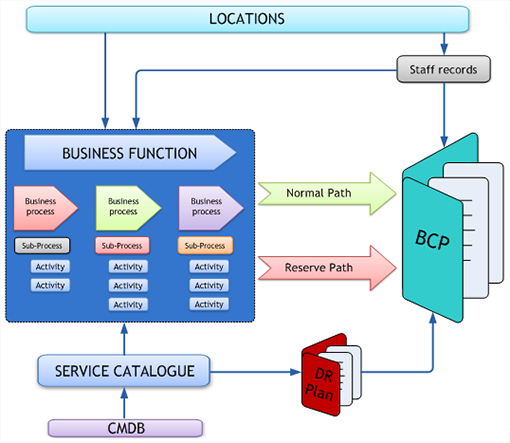 LOCATIONS
Staff records
BUSINESS FUNCTION
Business
process
Business
process
Business
process
Sub-Process
Sub-Process
Sub-Process
Activity
Activity
Activity
Activity
Activity
Activity
Activity
Activity
Normal Path
Reserve Path
BCP
SERVICE CATALOGUE
DR
Plan
CMDB